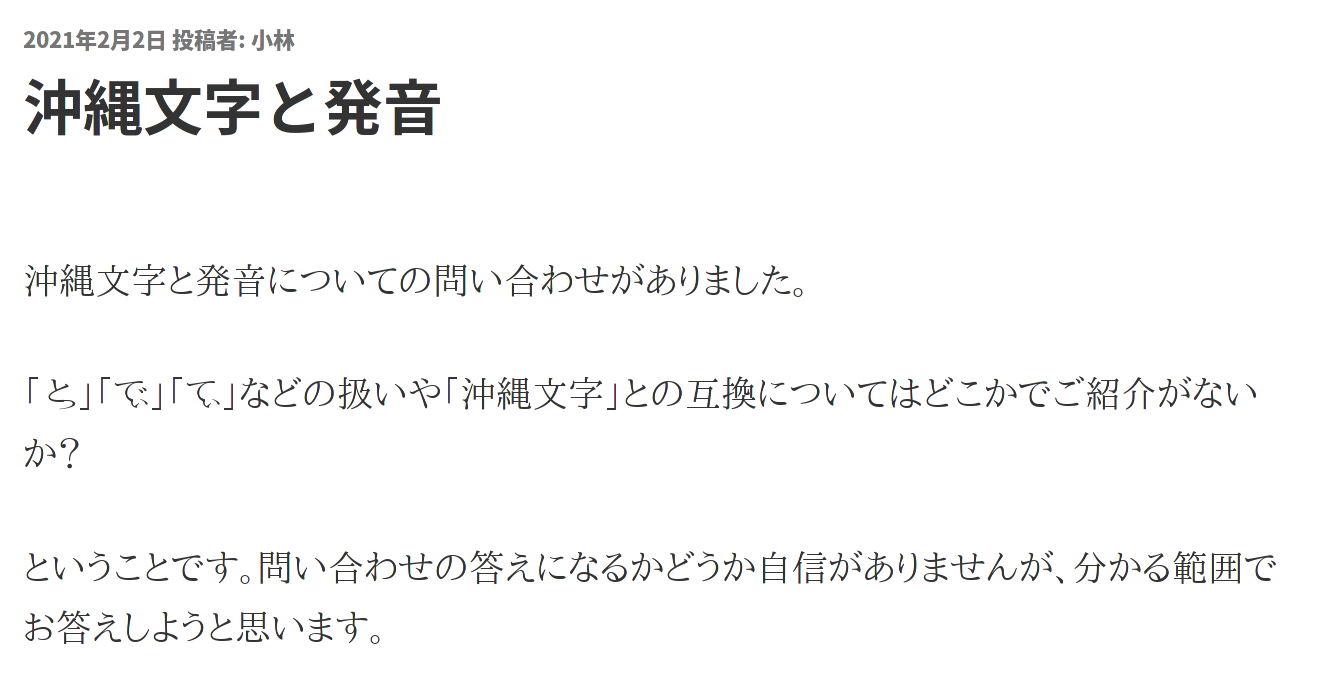 2021年2月2日 投稿者: 小林
沖縄文字と発音
沖縄文字と発音についての問い合わせがありました。
「」「」「」などの扱いや「沖縄文字」との互換についてはどこかでご紹介がない
か？
ということです。問い合わせの答えになるかどうか自信がありませんが、分かる範囲で
お答えしようと思います。